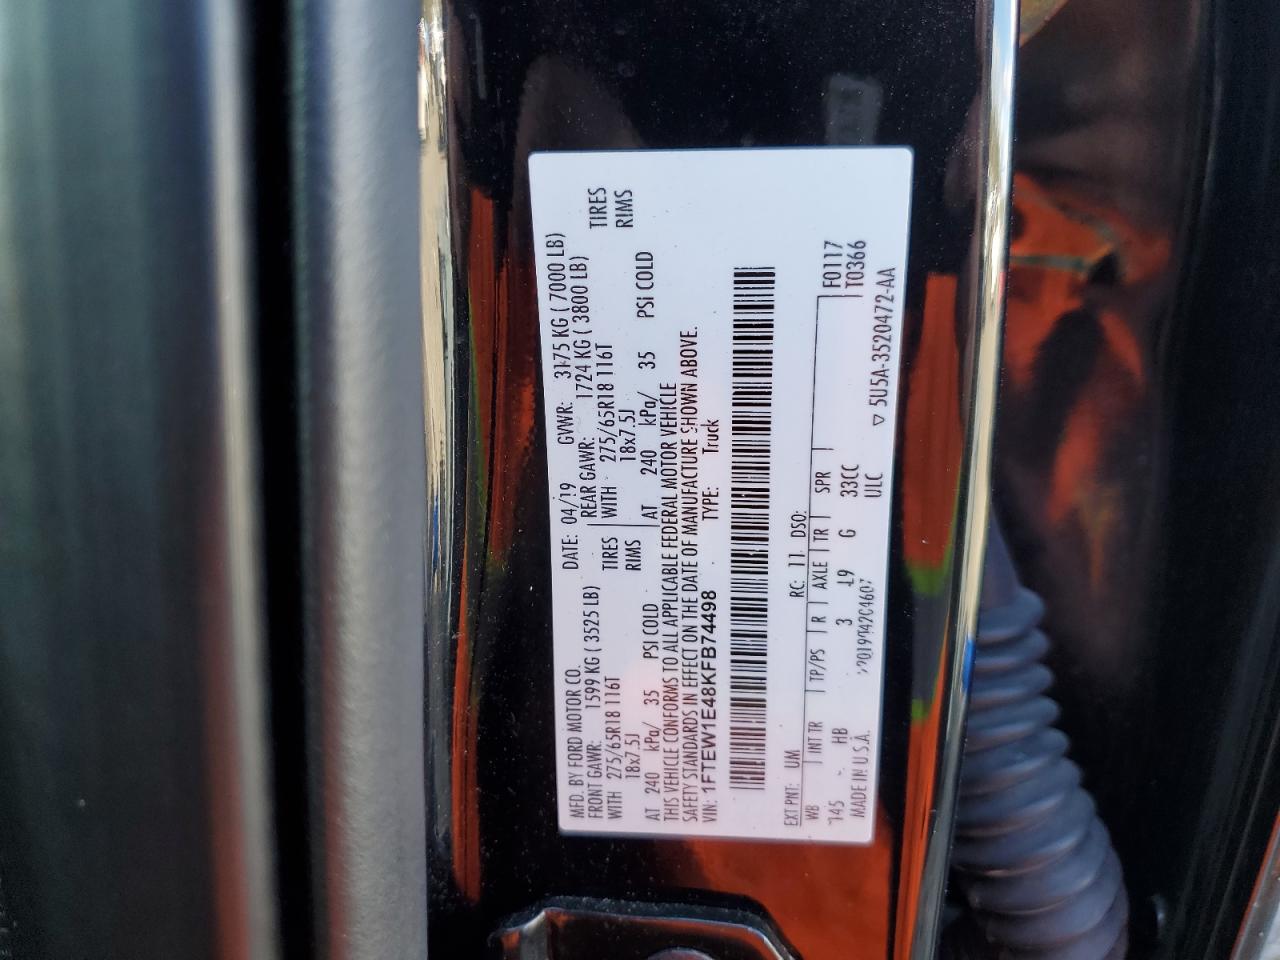 MFD. BY FORD MOTOR CO. DATE: 04/19 GVWR: 3175 KG ( 7000 LB)
FRONT GAWR: 1599 KG ( 3525 LB) REAR GAWR: 1724 KG ( 3800 LB)
WITH 275/65R18 116T TIRES WITH 275/65R18 116T TIRES
18x7.5J RIMS 18x7.5J RIMS
AT 240 kPa/ 35 PSI COLD AT 240 kPa/ 35 PSI COLD
THIS VEHICLE CONFORMS TO ALL APPLICABLE FEDERAL MOTOR VEHICLE
SAFETY STANDARDS IN EFFECT ON THE DATE OF MANUFACTURE SHOWN ABOVE.
VIN: 1FTEW1E48KFB74498 TYPE: Truck
EXT PNT: UM RC: 11 DSO:
WB INT TR TP/PS R AXLE TR SPR F0117
145 HB 3 L9 G 33CC T0366
MADE IN U.S.A. ULC
▽ 5U5A-3520472-AA